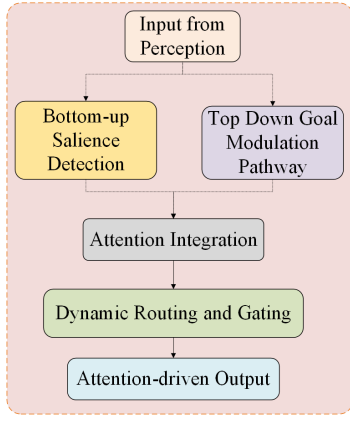 Input from
Perception
Bottom-up
Salience
Detection
Top Down Goal
Modulation
Pathway
Attention Integration
Dynamic Routing and Gating
Attention-driven Output